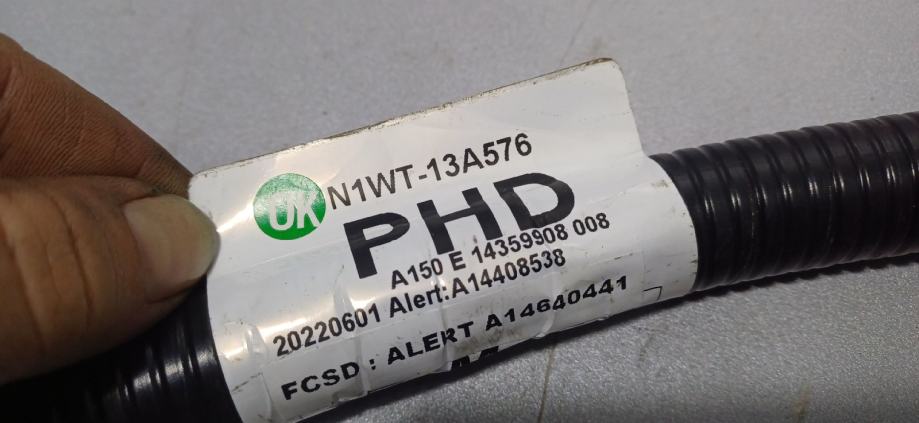 UK N1WT-13A576
PHD
A150 E 14359908 008
20220601 Alert:A14408538
FCSD : ALERT A14640441